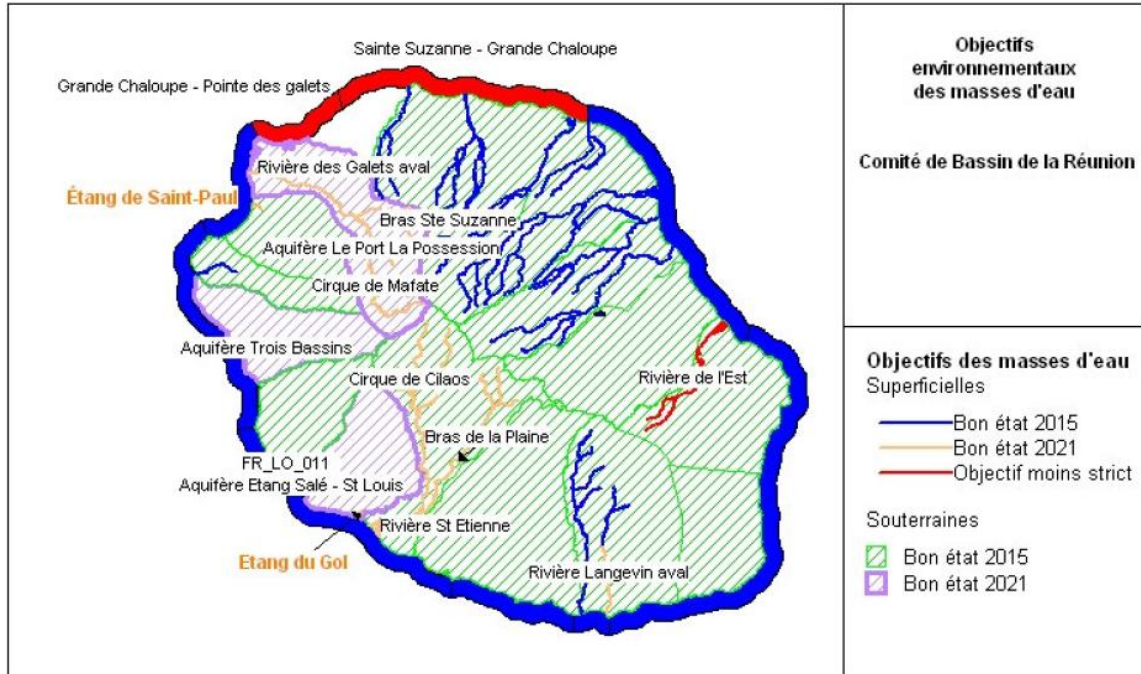 Sainte Suzanne - Grande Chaloupe
Grande Chaloupe - Pointe des galets
Rivière des Galets aval
Étang de Saint-Paul
Bras Ste Suzanne
Aquifère Le Port La Possession
Cirque de Mafate
Aquifère Trois Bassins
Cirque de Cilaos
Rivière de l'Est
Bras de la Plaine
FR_LO_011
Aquifère Etang Salé - St Louis
Rivière St Etienne
Etang du Gol
Rivière Langevin aval
Objectifs
environnementaux
des masses d'eau
Comité de Bassin de la Réunion
Objectifs des masses d'eau
Superficielles
Bon état 2015
Bon état 2021
Objectif moins strict
Souterraines
Bon état 2015
Bon état 2021